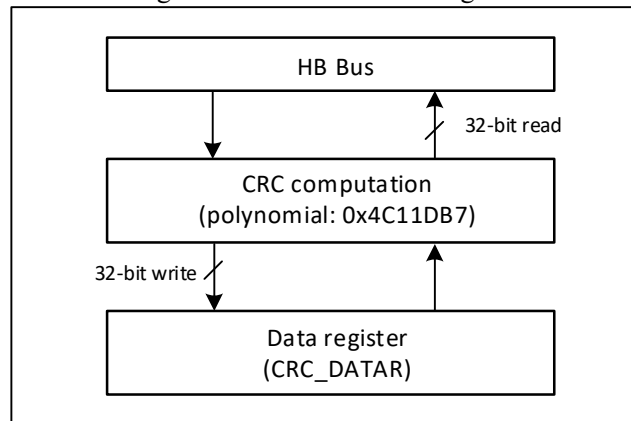 HB Bus
32-bit read
CRC computation
(polynomial: 0x4C11DB7)
32-bit write
Data register
(CRC_DATAR)